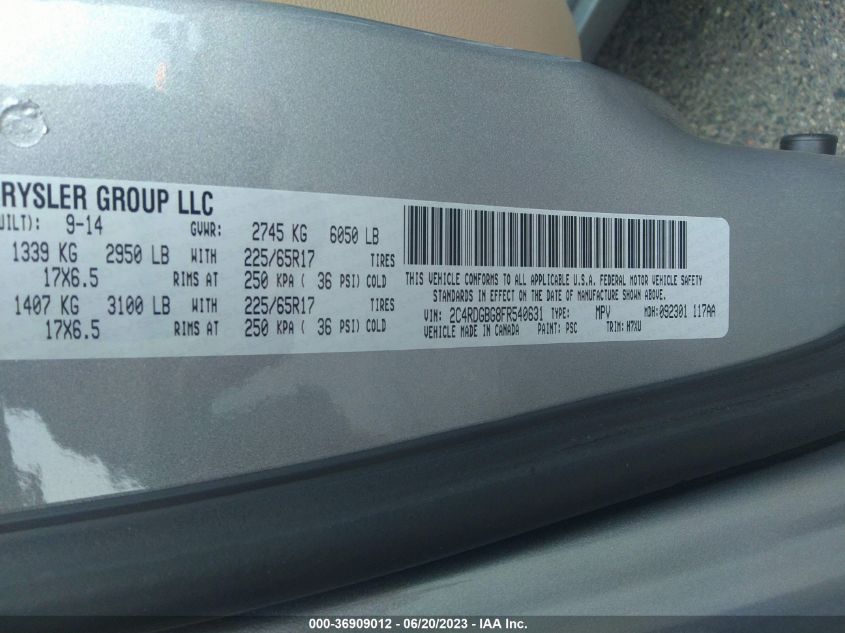 RYSLER GROUP LLC
UILT): 9-14 GVWR: 2745 KG 6050 LB
1339 KG 2950 LB WITH 225/65R17 TIRES
17X6.5 RIMS AT 250 KPA ( 36 PSI) COLD
1407 KG 3100 LB WITH 225/65R17 TIRES
17X6.5 RIMS AT 250 KPA ( 36 PSI) COLD
THIS VEHICLE CONFORMS TO ALL APPLICABLE U.S.A. FEDERAL MOTOR VEHICLE SAFETY
STANDARDS IN EFFECT ON THE DATE OF MANUFACTURE SHOWN ABOVE.
VIN: 2C4RDGBG8FR540631 TYPE: MPV MDH: 092301 117AA
VEHICLE MADE IN CANADA PAINT: PSC TRIM: H7XU
000-36909012 - 06/20/2023 - IAA Inc.